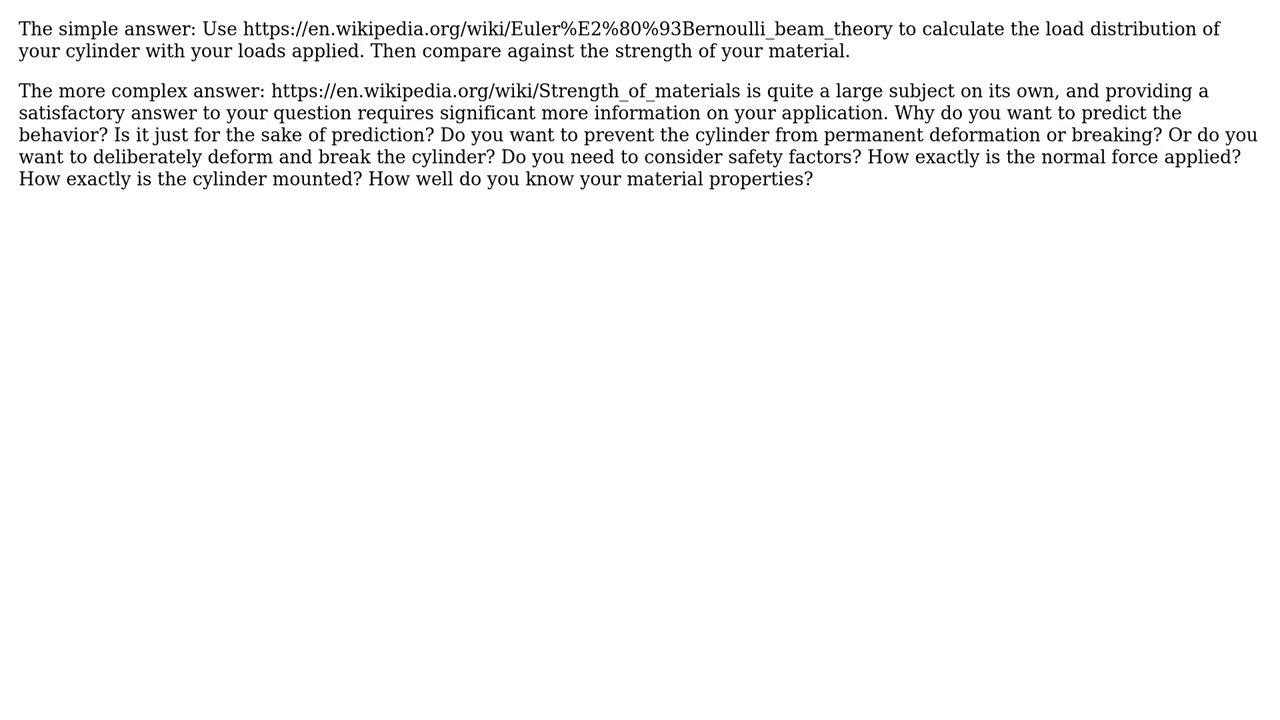 The simple answer: Use https://en.wikipedia.org/wiki/Euler%E2%80%93Bernoulli_beam_theory to calculate the load distribution of
your cylinder with your loads applied. Then compare against the strength of your material.
The more complex answer: https://en.wikipedia.org/wiki/Strength_of_materials is quite a large subject on its own, and providing a
satisfactory answer to your question requires significant more information on your application. Why do you want to predict the
behavior? Is it just for the sake of prediction? Do you want to prevent the cylinder from permanent deformation or breaking? Or do you
want to deliberately deform and break the cylinder? Do you need to consider safety factors? How exactly is the normal force applied?
How exactly is the cylinder mounted? How well do you know your material properties?